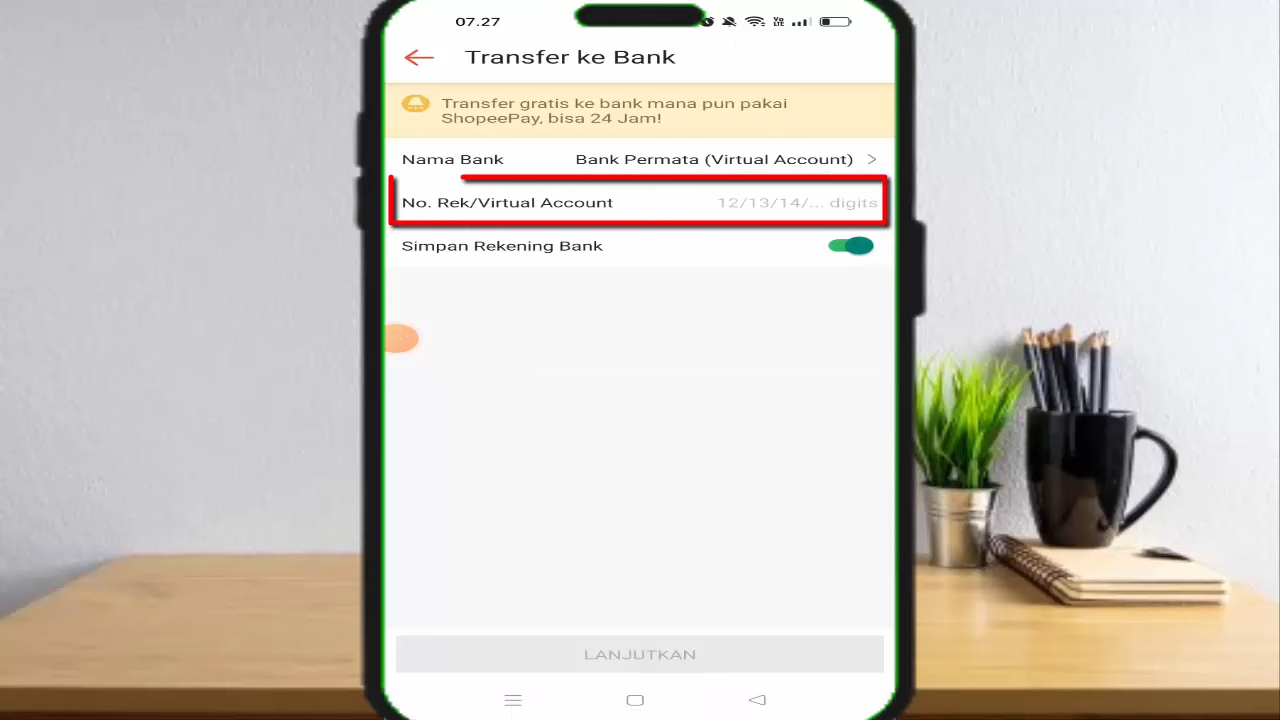 07.27
Transfer ke Bank
Transfer gratis ke bank mana pun pakai
ShopeePay, bisa 24 Jam!
Nama Bank Bank Permata (Virtual Account)
No. Rek/Virtual Account 12/13/14/... digits
Simpan Rekening Bank
LANJUTKAN